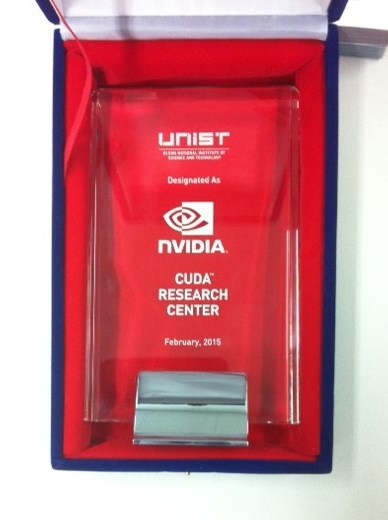 UNIST
ULSAN NATIONAL INSTITUTE OF
SCIENCE AND TECHNOLOGY
Designated As
NVIDIA.
CUDA™
RESEARCH
CENTER
February, 2015